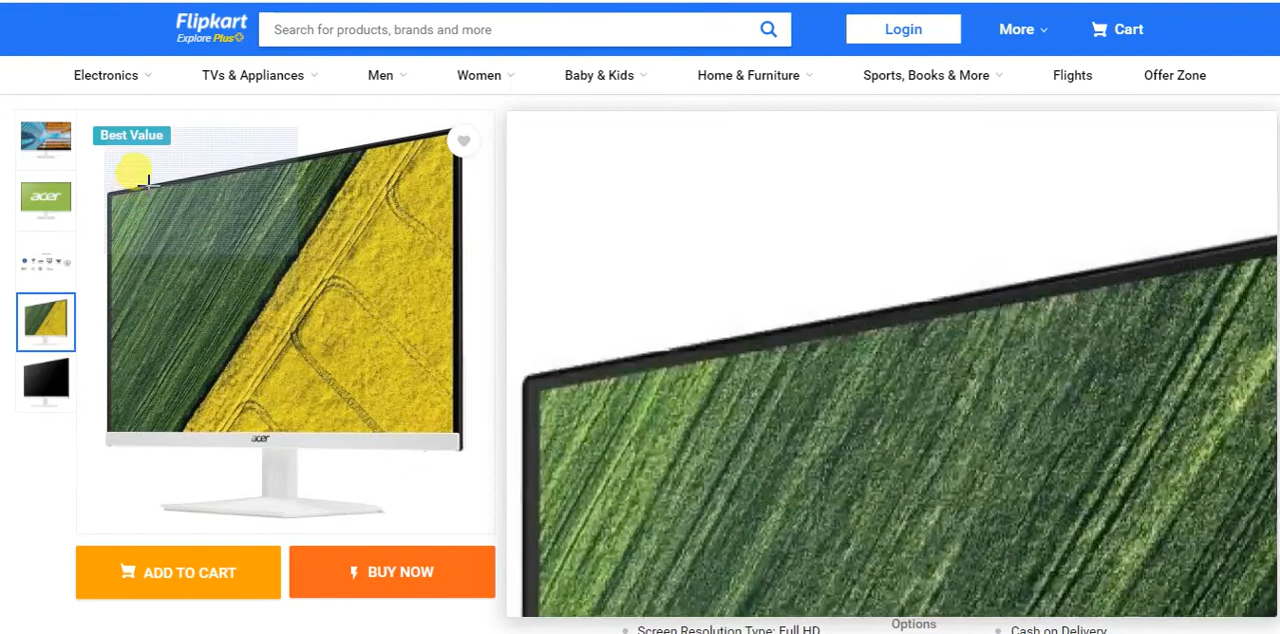 Flipkart
Explore Plus
Search for products, brands and more
Login
More
Cart
Electronics
TVs & Appliances
Men
Women
Baby & Kids
Home & Furniture
Sports, Books & More
Flights
Offer Zone
Best Value
acer
acer
ADD TO CART
BUY NOW
Screen Resolution Type: Full HD
Options
Cash on Delivery